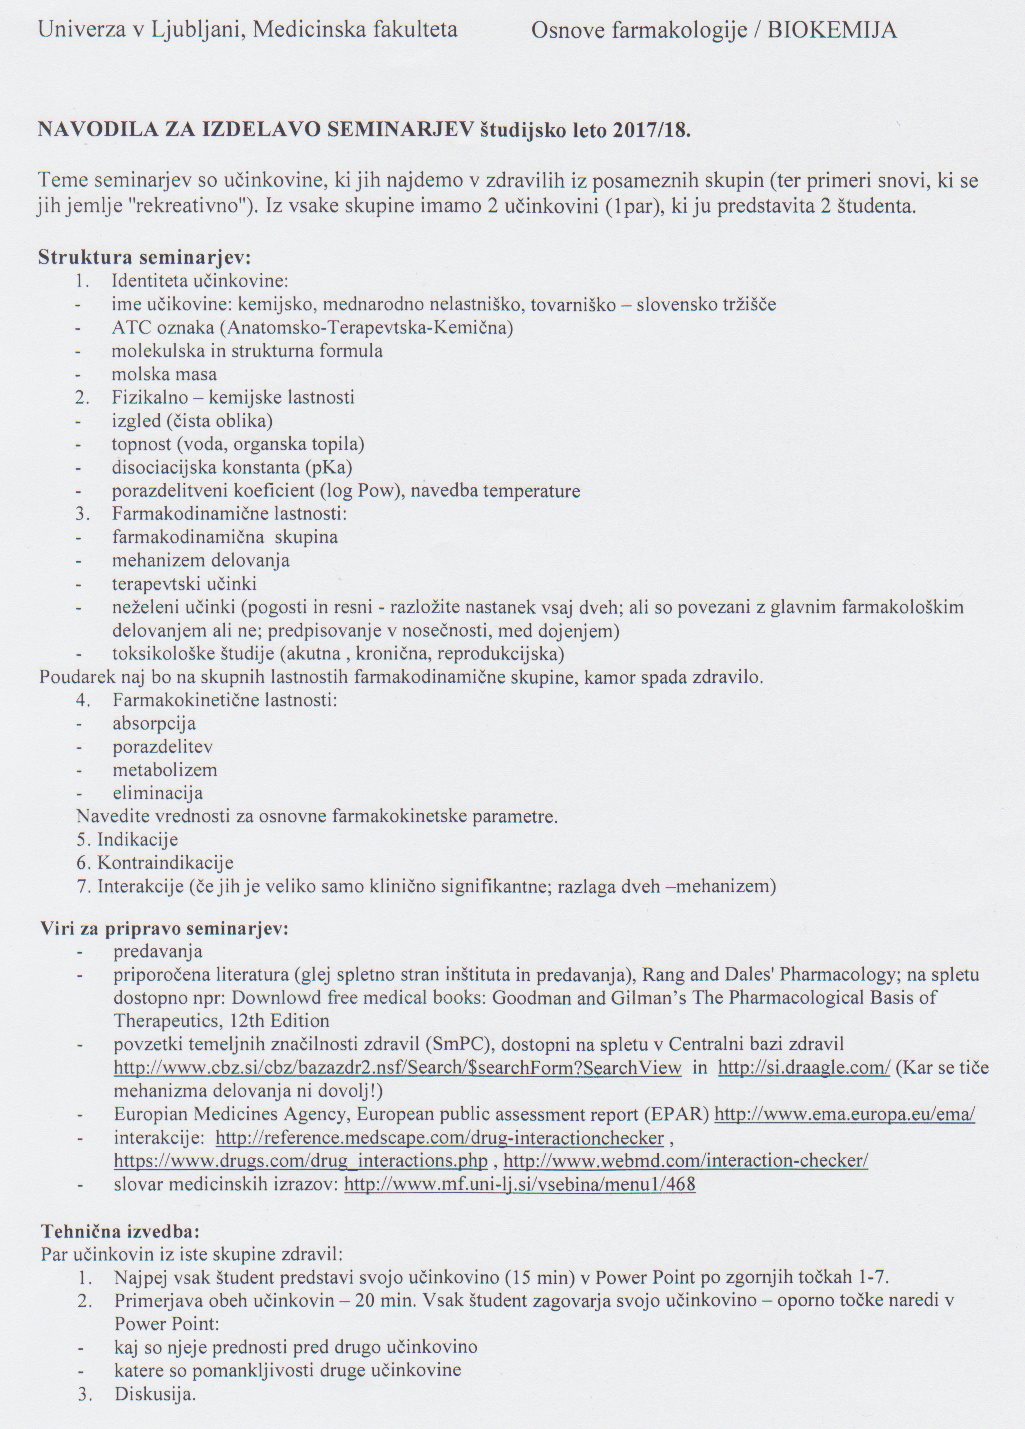 Univerza v Ljubljani, Medicinska fakulteta Osnove farmakologije / BIOKEMIJA
NAVODILA ZA IZDELAVO SEMINARJEV študijsko leto 2017/18.
Teme seminarjev so učinkovine, ki jih najdemo v zdravilih iz posameznih skupin (ter primeri snovi, ki se
jih jemlje "rekreativno"). Iz vsake skupine imamo 2 učinkovini (1par), ki ju predstavita 2 študenta.
Struktura seminarjev:
1. Identiteta učinkovine:
- ime učikovine: kemijsko, mednarodno nelastniško, tovarniško – slovensko tržišče
- ATC oznaka (Anatomsko-Terapevtska-Kemična)
- molekulska in strukturna formula
- molska masa
2. Fizikalno – kemijske lastnosti
- izgled (čista oblika)
- topnost (voda, organska topila)
- disociacijska konstanta (pKa)
- porazdelitveni koeficient (log Pow), navedba temperature
3. Farmakodinamične lastnosti:
- farmakodinamična skupina
- mehanizem delovanja
- terapevtski učinki
- neželeni učinki (pogosti in resni - razložite nastanek vsaj dveh; ali so povezani z glavnim farmakološkim
delovanjem ali ne; predpisovanje v nosečnosti, med dojenjem)
- toksikološke študije (akutna , kronična, reprodukcijska)
Poudarek naj bo na skupnih lastnostih farmakodinamične skupine, kamor spada zdravilo.
4. Farmakokinetične lastnosti:
- absorpcija
- porazdelitev
- metabolizem
- eliminacija
Navedite vrednosti za osnovne farmakokinetske parametre.
5. Indikacije
6. Kontraindikacije
7. Interakcije (če jih je veliko samo klinično signifikantne; razlaga dveh –mehanizem)
Viri za pripravo seminarjev:
- predavanja
- priporočena literatura (glej spletno stran inštituta in predavanja), Rang and Dales' Pharmacology; na spletu
dostopno npr: Downlowd free medical books: Goodman and Gilman's The Pharmacological Basis of
Therapeutics, 12th Edition
- povzetki temeljnih značilnosti zdravil (SmPC), dostopni na spletu v Centralni bazi zdravil
http://www.cbz.si/cbz/bazazdr2.nsf/Search/$searchForm?SearchView in http://si.draagle.com/ (Kar se tiče
mehanizma delovanja ni dovolj!)
- Europian Medicines Agency, European public assessment report (EPAR) http://www.ema.europa.eu/ema/
- interakcije: http://reference.medscape.com/drug-interactionchecker ,
https://www.drugs.com/drug_interactions.php , http://www.webmd.com/interaction-checker/
- slovar medicinskih izrazov: http://www.mf.uni-lj.si/vsebina/menu1/468
Tehnična izvedba:
Par učinkovin iz iste skupine zdravil:
1. Najpej vsak študent predstavi svojo učinkovino (15 min) v Power Point po zgornjih točkah 1-7.
2. Primerjava obeh učinkovin – 20 min. Vsak študent zagovarja svojo učinkovino – oporno točke naredi v
Power Point:
- kaj so njeje prednosti pred drugo učinkovino
- katere so pomankljivosti druge učinkovine
3. Diskusija.